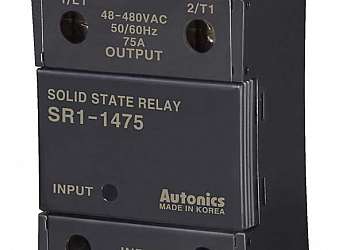 1/L1 2/T1
48-480VAC
50/60Hz
75A
OUTPUT
SOLID STATE RELAY
SR1-1475
INPUT
Autonics
MADE IN KOREA